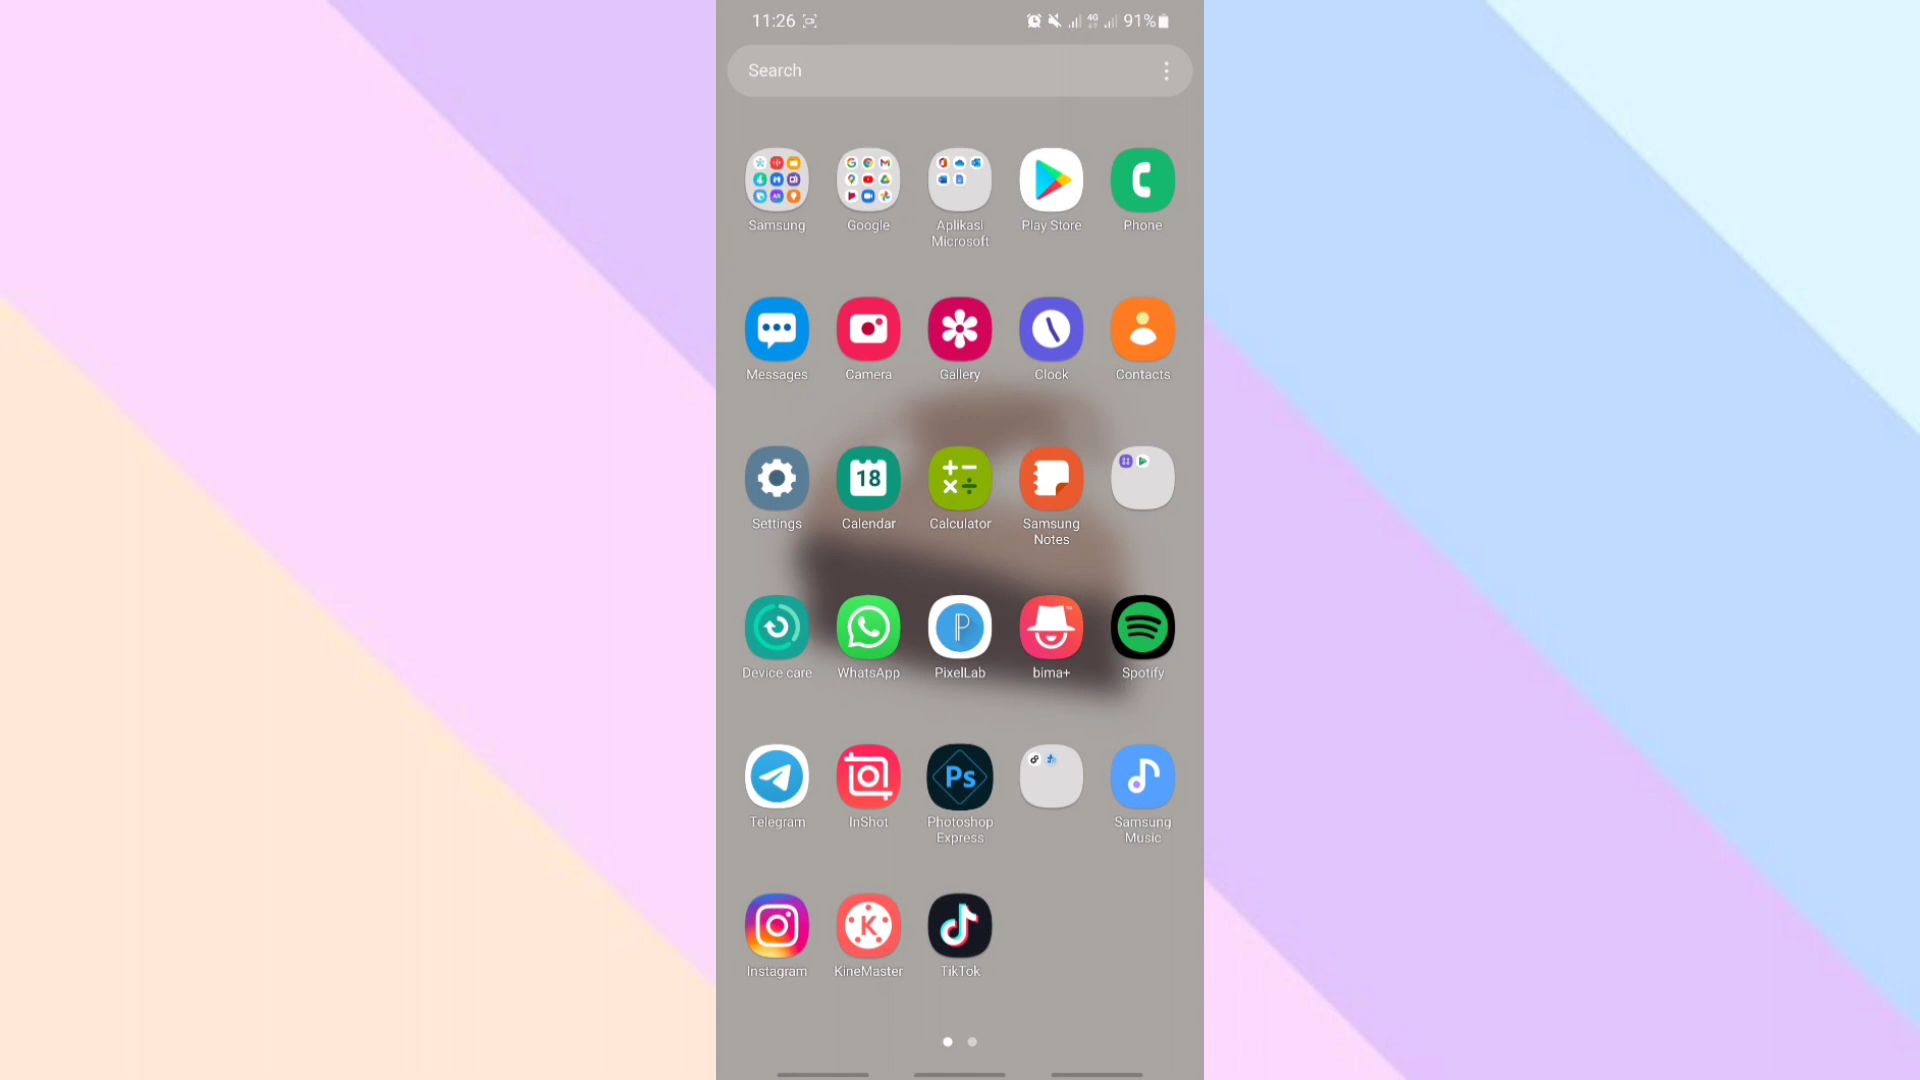 11:26
4G
91%
Search
Samsung
Google
Aplikasi
Microsoft
Play Store
Phone
Messages
Camera
Gallery
Clock
Contacts
18
Settings
Calendar
Calculator
Samsung
Notes
Device care
WhatsApp
PixelLab
bima+
Spotify
Ps
Telegram
InShot
Photoshop
Express
Samsung
Music
K
Instagram
KineMaster
TikTok